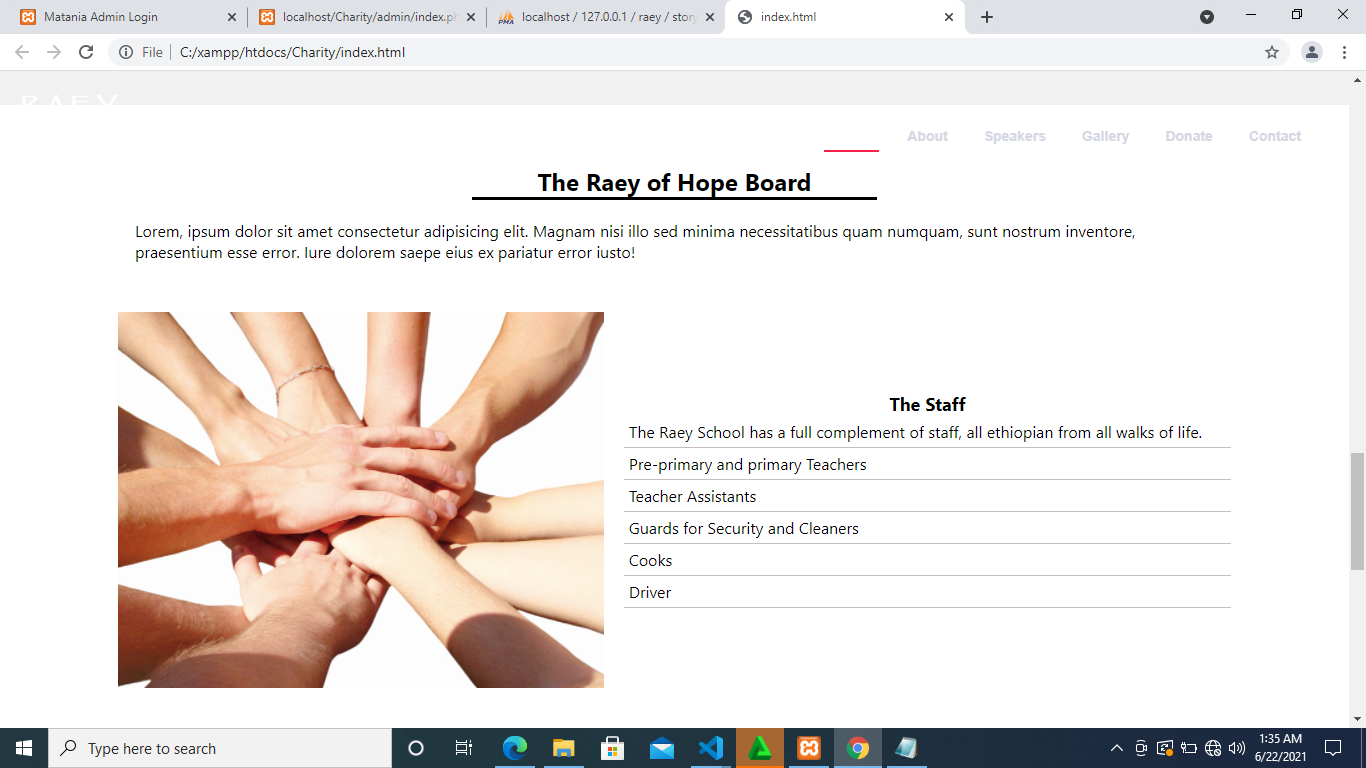 Matania Admin Login
localhost/Charity/admin/index.ph
localhost / 127.0.0.1 / raey / story
index.html
File
C:/xampp/htdocs/Charity/index.html
RAEY
About
Speakers
Gallery
Donate
Contact
The Raey of Hope Board
Lorem, ipsum dolor sit amet consectetur adipisicing elit. Magnam nisi illo sed minima necessitatibus quam numquam, sunt nostrum inventore,
praesentium esse error. Iure dolorem saepe eius ex pariatur error iusto!
The Staff
The Raey School has a full complement of staff, all ethiopian from all walks of life.
Pre-primary and primary Teachers
Teacher Assistants
Guards for Security and Cleaners
Cooks
Driver
Type here to search
1:35 AM
6/22/2021